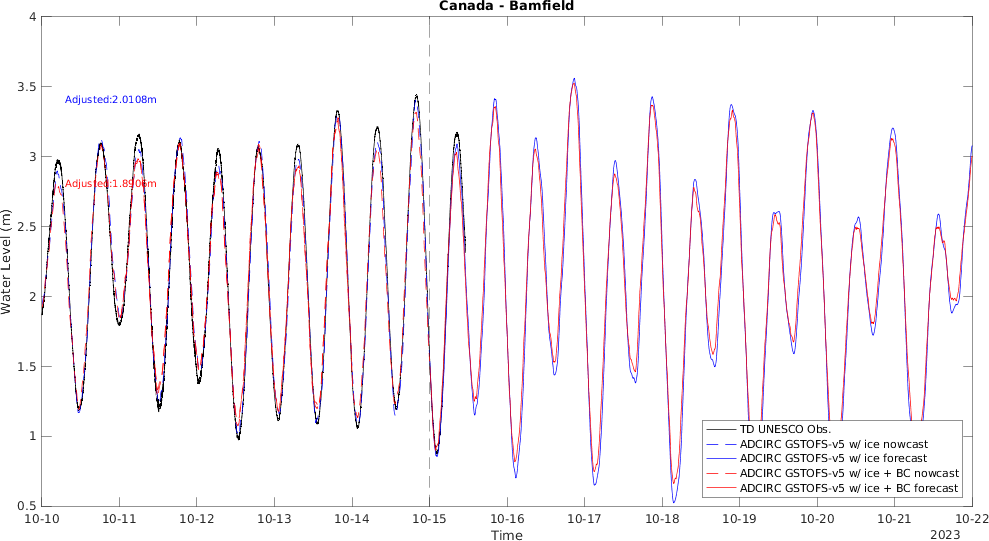 Canada - Bamfield
4
3.5
3
2.5
2
1.5
1
0.5
Water Level (m)
Adjusted:2.0108m
Adjusted:1.8906m
TD UNESCO Obs.
ADCIRC GSTOFS-v5 w/ ice nowcast
ADCIRC GSTOFS-v5 w/ ice forecast
ADCIRC GSTOFS-v5 w/ ice + BC nowcast
ADCIRC GSTOFS-v5 w/ ice + BC forecast
10-10 10-11 10-12 10-13 10-14 10-15 10-16 10-17 10-18 10-19 10-20 10-21 10-22
Time
2023